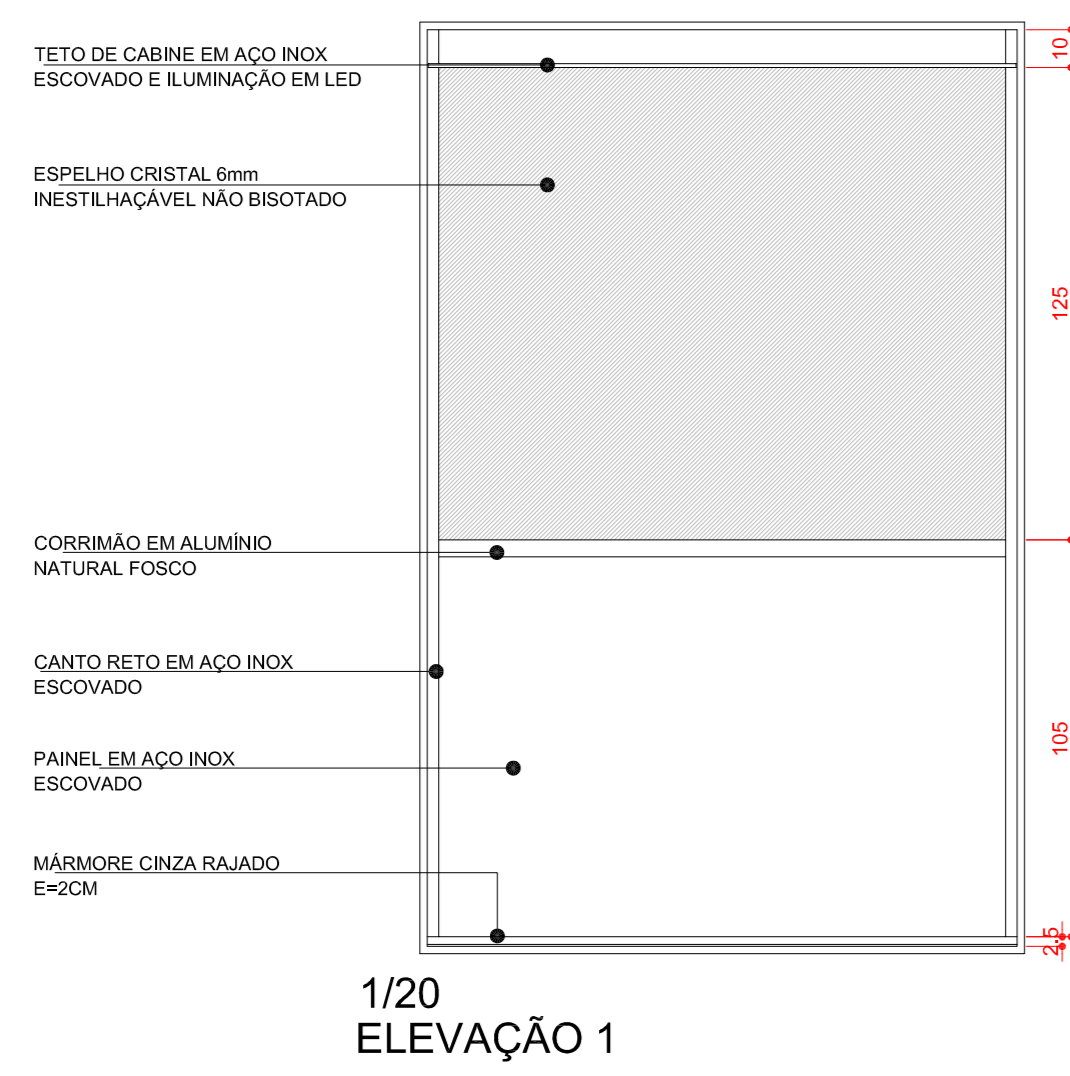 TETO DE CABINE EM AÇO INOX
ESCOVADO E ILUMINAÇÃO EM LED
10
ESPELHO CRISTAL 6mm
INESTILHAÇÁVEL NÃO BISOTADO
125
CORRIMÃO EM ALUMÍNIO
NATURAL FOSCO
CANTO RETO EM AÇO INOX
ESCOVADO
105
PAINEL EM AÇO INOX
ESCOVADO
MÁRMORE CINZA RAJADO
E=2CM
2.5
1/20
ELEVAÇÃO 1